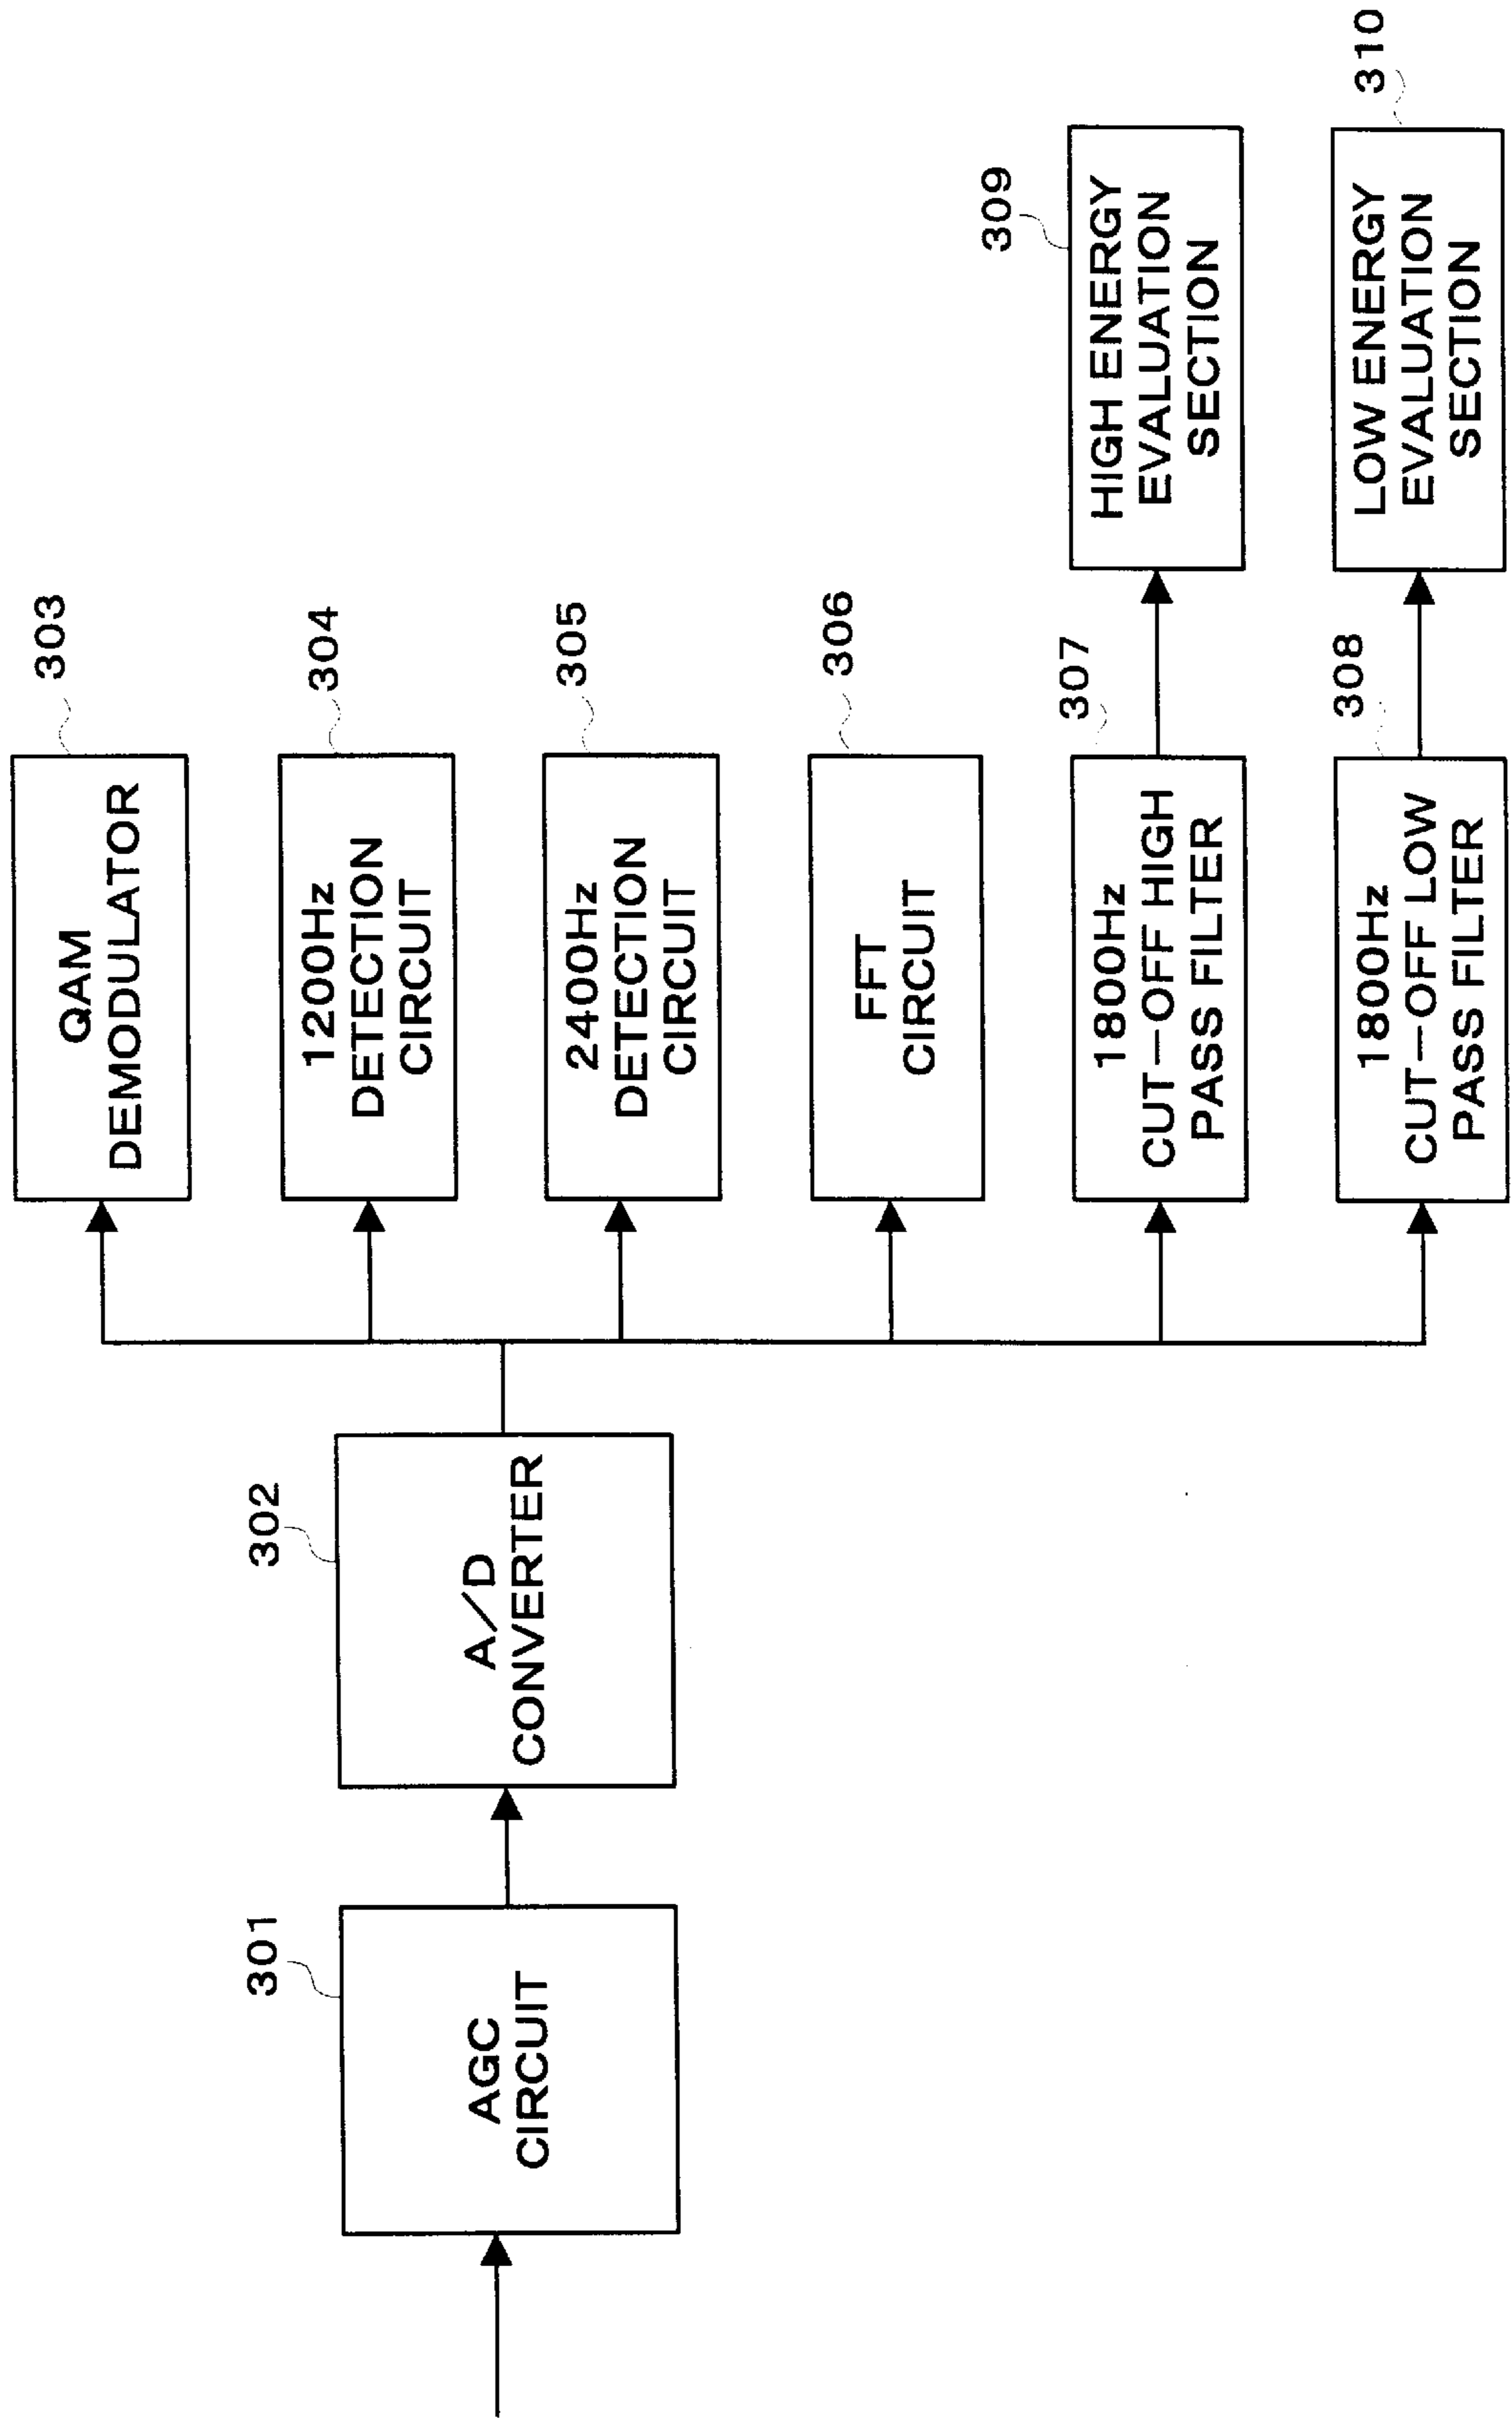 301
AGC
CIRCUIT
302
A/D
CONVERTER
303
QAM
DEMODULATOR
304
1200Hz
DETECTION
CIRCUIT
305
2400Hz
DETECTION
CIRCUIT
306
FFT
CIRCUIT
307
1800Hz
CUT-OFF HIGH
PASS FILTER
309
HIGH ENERGY
EVALUATION
SECTION
308
1800Hz
CUT-OFF LOW
PASS FILTER
310
LOW ENERGY
EVALUATION
SECTION